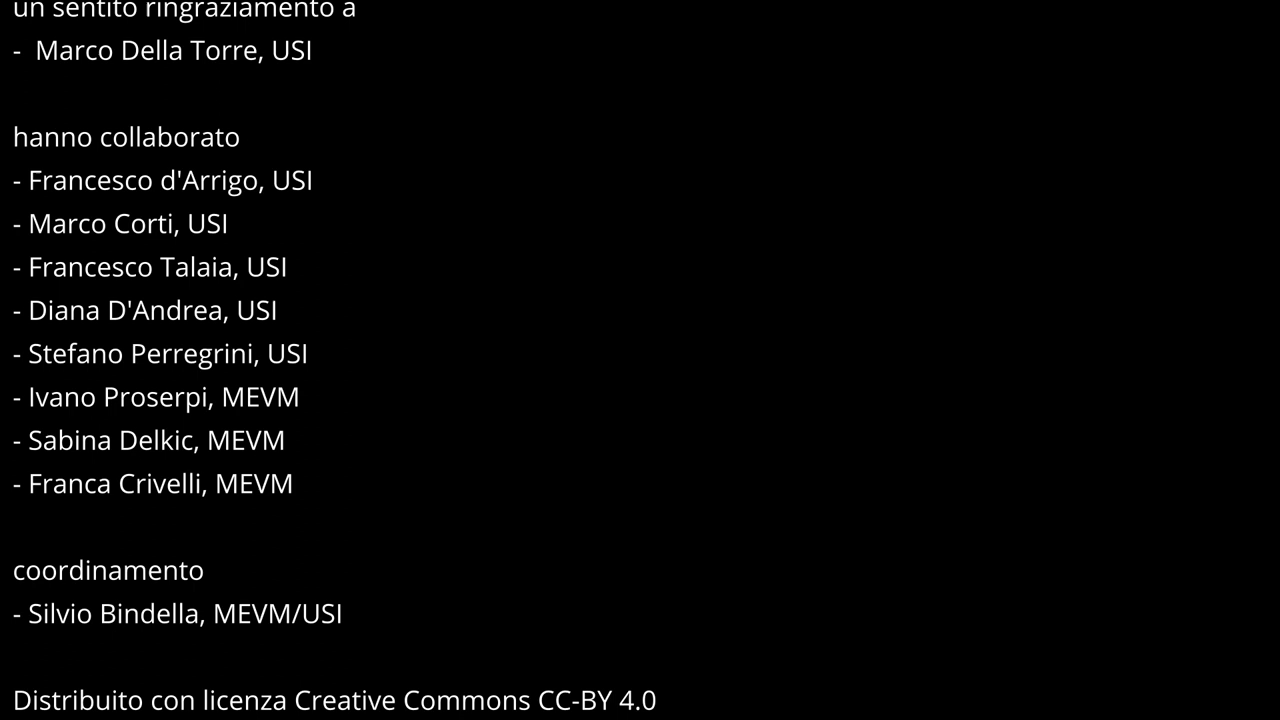 un sentito ringraziamento a
-  Marco Della Torre, USI
hanno collaborato
- Francesco d'Arrigo, USI
- Marco Corti, USI
- Francesco Talaia, USI
- Diana D'Andrea, USI
- Stefano Perregrini, USI
- Ivano Proserpi, MEVM
- Sabina Delkic, MEVM
- Franca Crivelli, MEVM
coordinamento
- Silvio Bindella, MEVM/USI
Distribuito con licenza Creative Commons CC-BY 4.0